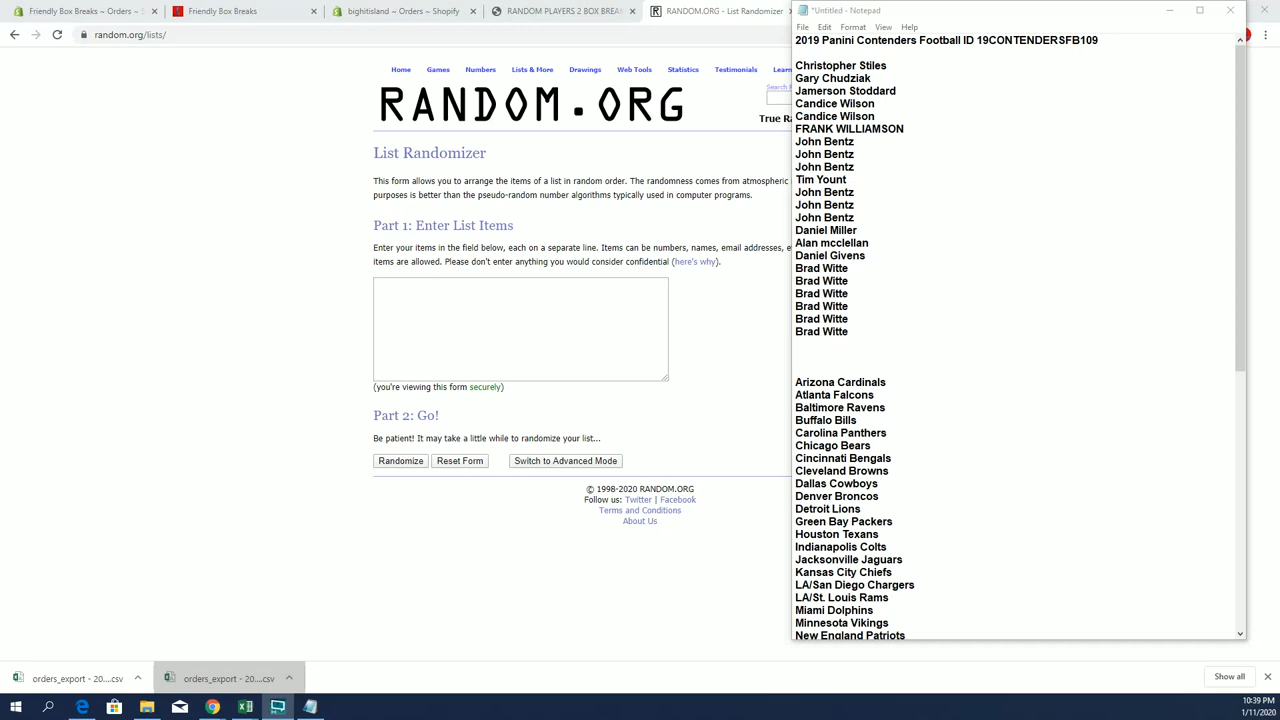 Friendly Box Breaks ~ Orders ~ S
Friendly Box Breaks
bighitisland ~ Orders ~ Shopify
RANDOM PLAYERS 2 BOX BREAK
RANDOM.ORG - List Randomizer
random.org/lists/
Home Games Numbers Lists & More Drawings Web Tools Statistics Testimonials Learn
RANDOM.ORG
Search
True Ra
List Randomizer
This form allows you to arrange the items of a list in random order. The randomness comes from atmospheric
purposes is better than the pseudo-random number algorithms typically used in computer programs.
Part 1: Enter List Items
Enter your items in the field below, each on a separate line. Items can be numbers, names, email addresses, e
items are allowed. Please don't enter anything you would consider confidential (here's why).
(you're viewing this form securely)
Part 2: Go!
Be patient! It may take a little while to randomize your list...
Randomize Reset Form Switch to Advanced Mode
© 1998-2020 RANDOM.ORG
Follow us: Twitter | Facebook
Terms and Conditions
About Us
*Untitled - Notepad
File Edit Format View Help
2019 Panini Contenders Football ID 19CONTENDERSFB109
Christopher Stiles
Gary Chudziak
Jamerson Stoddard
Candice Wilson
Candice Wilson
FRANK WILLIAMSON
John Bentz
John Bentz
John Bentz
Tim Yount
John Bentz
John Bentz
John Bentz
Daniel Miller
Alan mcclellan
Daniel Givens
Brad Witte
Brad Witte
Brad Witte
Brad Witte
Brad Witte
Brad Witte
Arizona Cardinals
Atlanta Falcons
Baltimore Ravens
Buffalo Bills
Carolina Panthers
Chicago Bears
Cincinnati Bengals
Cleveland Browns
Dallas Cowboys
Denver Broncos
Detroit Lions
Green Bay Packers
Houston Texans
Indianapolis Colts
Jacksonville Jaguars
Kansas City Chiefs
LA/San Diego Chargers
LA/St. Louis Rams
Miami Dolphins
Minnesota Vikings
New England Patriots
orders_export - 20....csv
orders_export - 20....csv
Show all
10:39 PM
1/11/2020